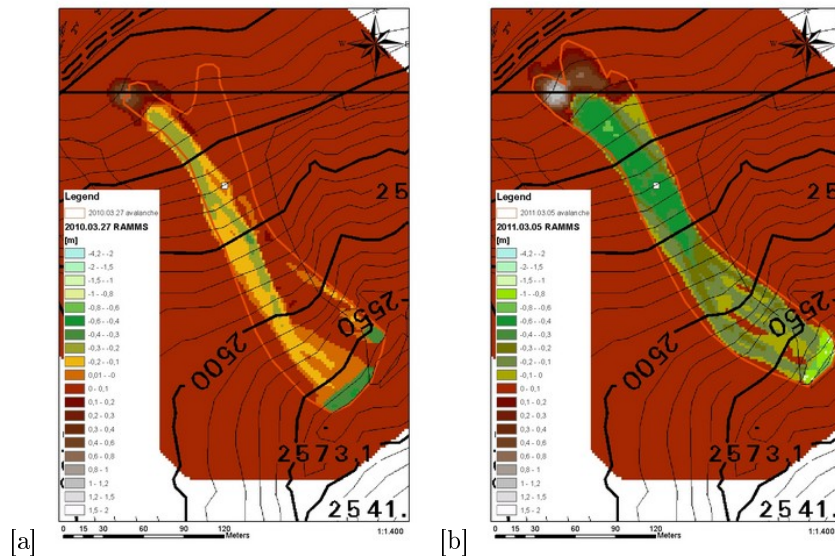 N
W
E
S
25
Legend
2010.03.27 avalanche
2010.03.27 RAMMS
[m]
-4,2 - -2
-2 - -1,5
-1,5 - -1
-1 - -0,8
-0,8 - -0,6
-0,6 - -0,4
-0,4 - -0,3
-0,3 - -0,2
-0,2 - -0,1
0,01 - -0
0 - 0,1
0,1 - 0,2
0,2 - 0,3
0,3 - 0,4
0,4 - 0,6
0,6 - 0,8
0,8 - 1
1 - 1,2
1,2 - 1,5
1,5 - 2
2500
2550
2573,1
2541.
0 15 30 60 90 120
Meters
1:1.400
[a]
N
W
E
S
25
Legend
2011.03.05 avalanche
2011.03.05 RAMMS
[m]
-4,2 - -2
-2 - -1,5
-1,5 - -1
-1 - -0,8
-0,8 - -0,6
-0,6 - -0,4
-0,4 - -0,3
-0,3 - -0,2
-0,2 - -0,1
-0,1 - 0
0 - 0,1
0,1 - 0,2
0,2 - 0,3
0,3 - 0,4
0,4 - 0,6
0,6 - 0,8
0,8 - 1
1 - 1,2
1,2 - 1,5
1,5 - 2
2500
2550
2573,1
2541.
0 15 30 60 90 120
Meters
1:1.400
[b]